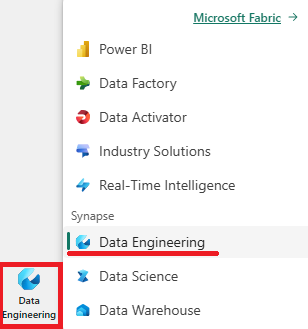 Microsoft Fabric →
Power BI
Data Factory
Data Activator
Industry Solutions
Real-Time Intelligence
Synapse
Data Engineering
Data Science
Data Warehouse
Data
Engineering